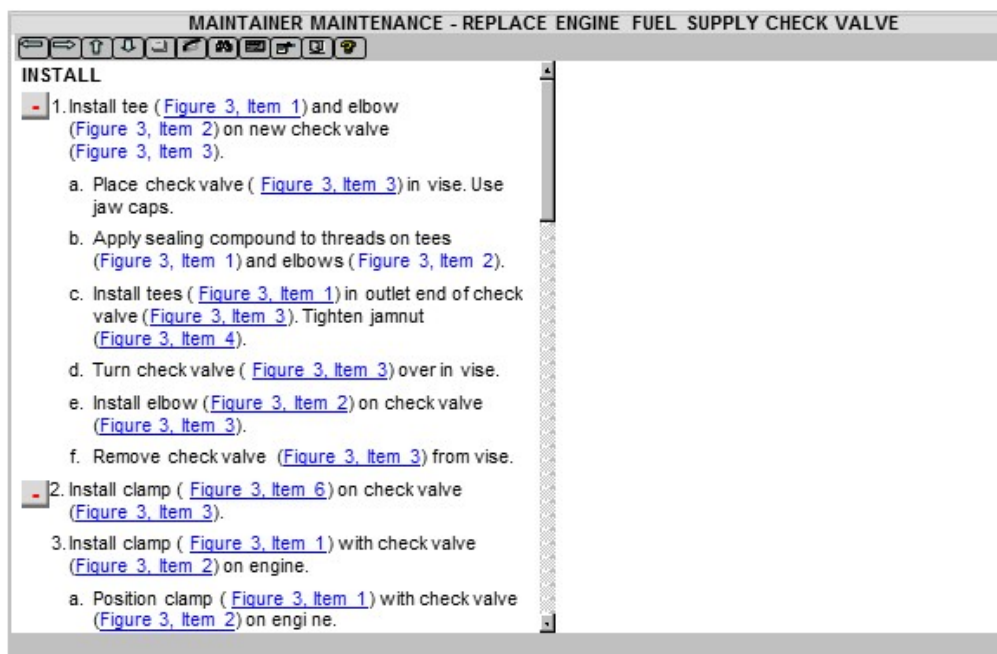 MAINTAINER MAINTENANCE - REPLACE ENGINE FUEL SUPPLY CHECK VALVE
INSTALL
1. Install tee (Figure 3, Item 1) and elbow
(Figure 3, Item 2) on new check valve
(Figure 3, Item 3).
a. Place check valve ( Figure 3, Item 3) in vise. Use
jaw caps.
b. Apply sealing compound to threads on tees
(Figure 3, Item 1) and elbows ( Figure 3, Item 2).
c. Install tees ( Figure 3, Item 1) in outlet end of check
valve (Figure 3, Item 3). Tighten jamnut
(Figure 3, Item 4).
d. Turn check valve ( Figure 3, Item 3) over in vise.
e. Install elbow (Figure 3, Item 2) on check valve
(Figure 3, Item 3).
f. Remove check valve (Figure 3, Item 3) from vise.
2. Install clamp ( Figure 3, Item 6) on check valve
(Figure 3, Item 3).
3. Install clamp ( Figure 3, Item 1) with check valve
(Figure 3, Item 2) on engine.
a. Position clamp ( Figure 3, Item 1) with check valve
(Figure 3, Item 2) on engine.